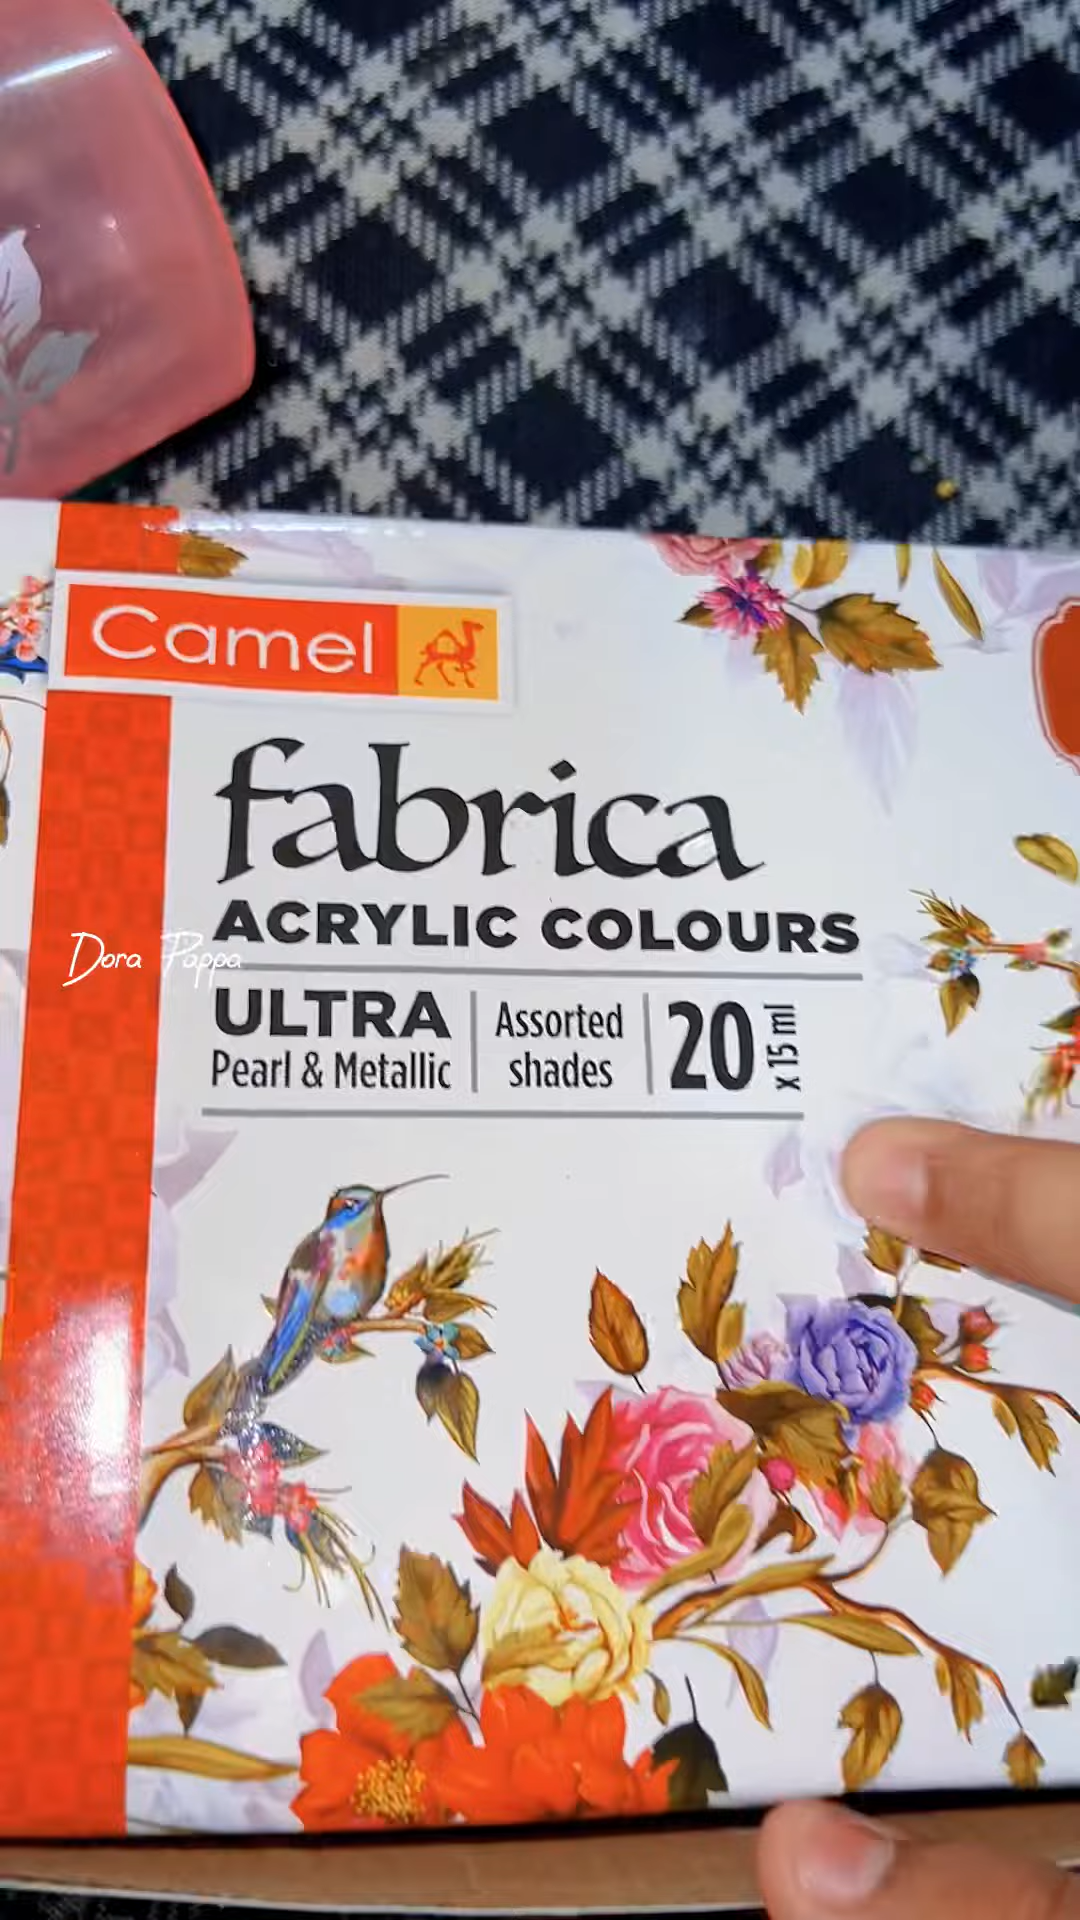 Camel
fabrica
ACRYLIC COLOURS
Dora Pappa
ULTRA
Pearl & Metallic
Assorted
shades
20
x 15 ml